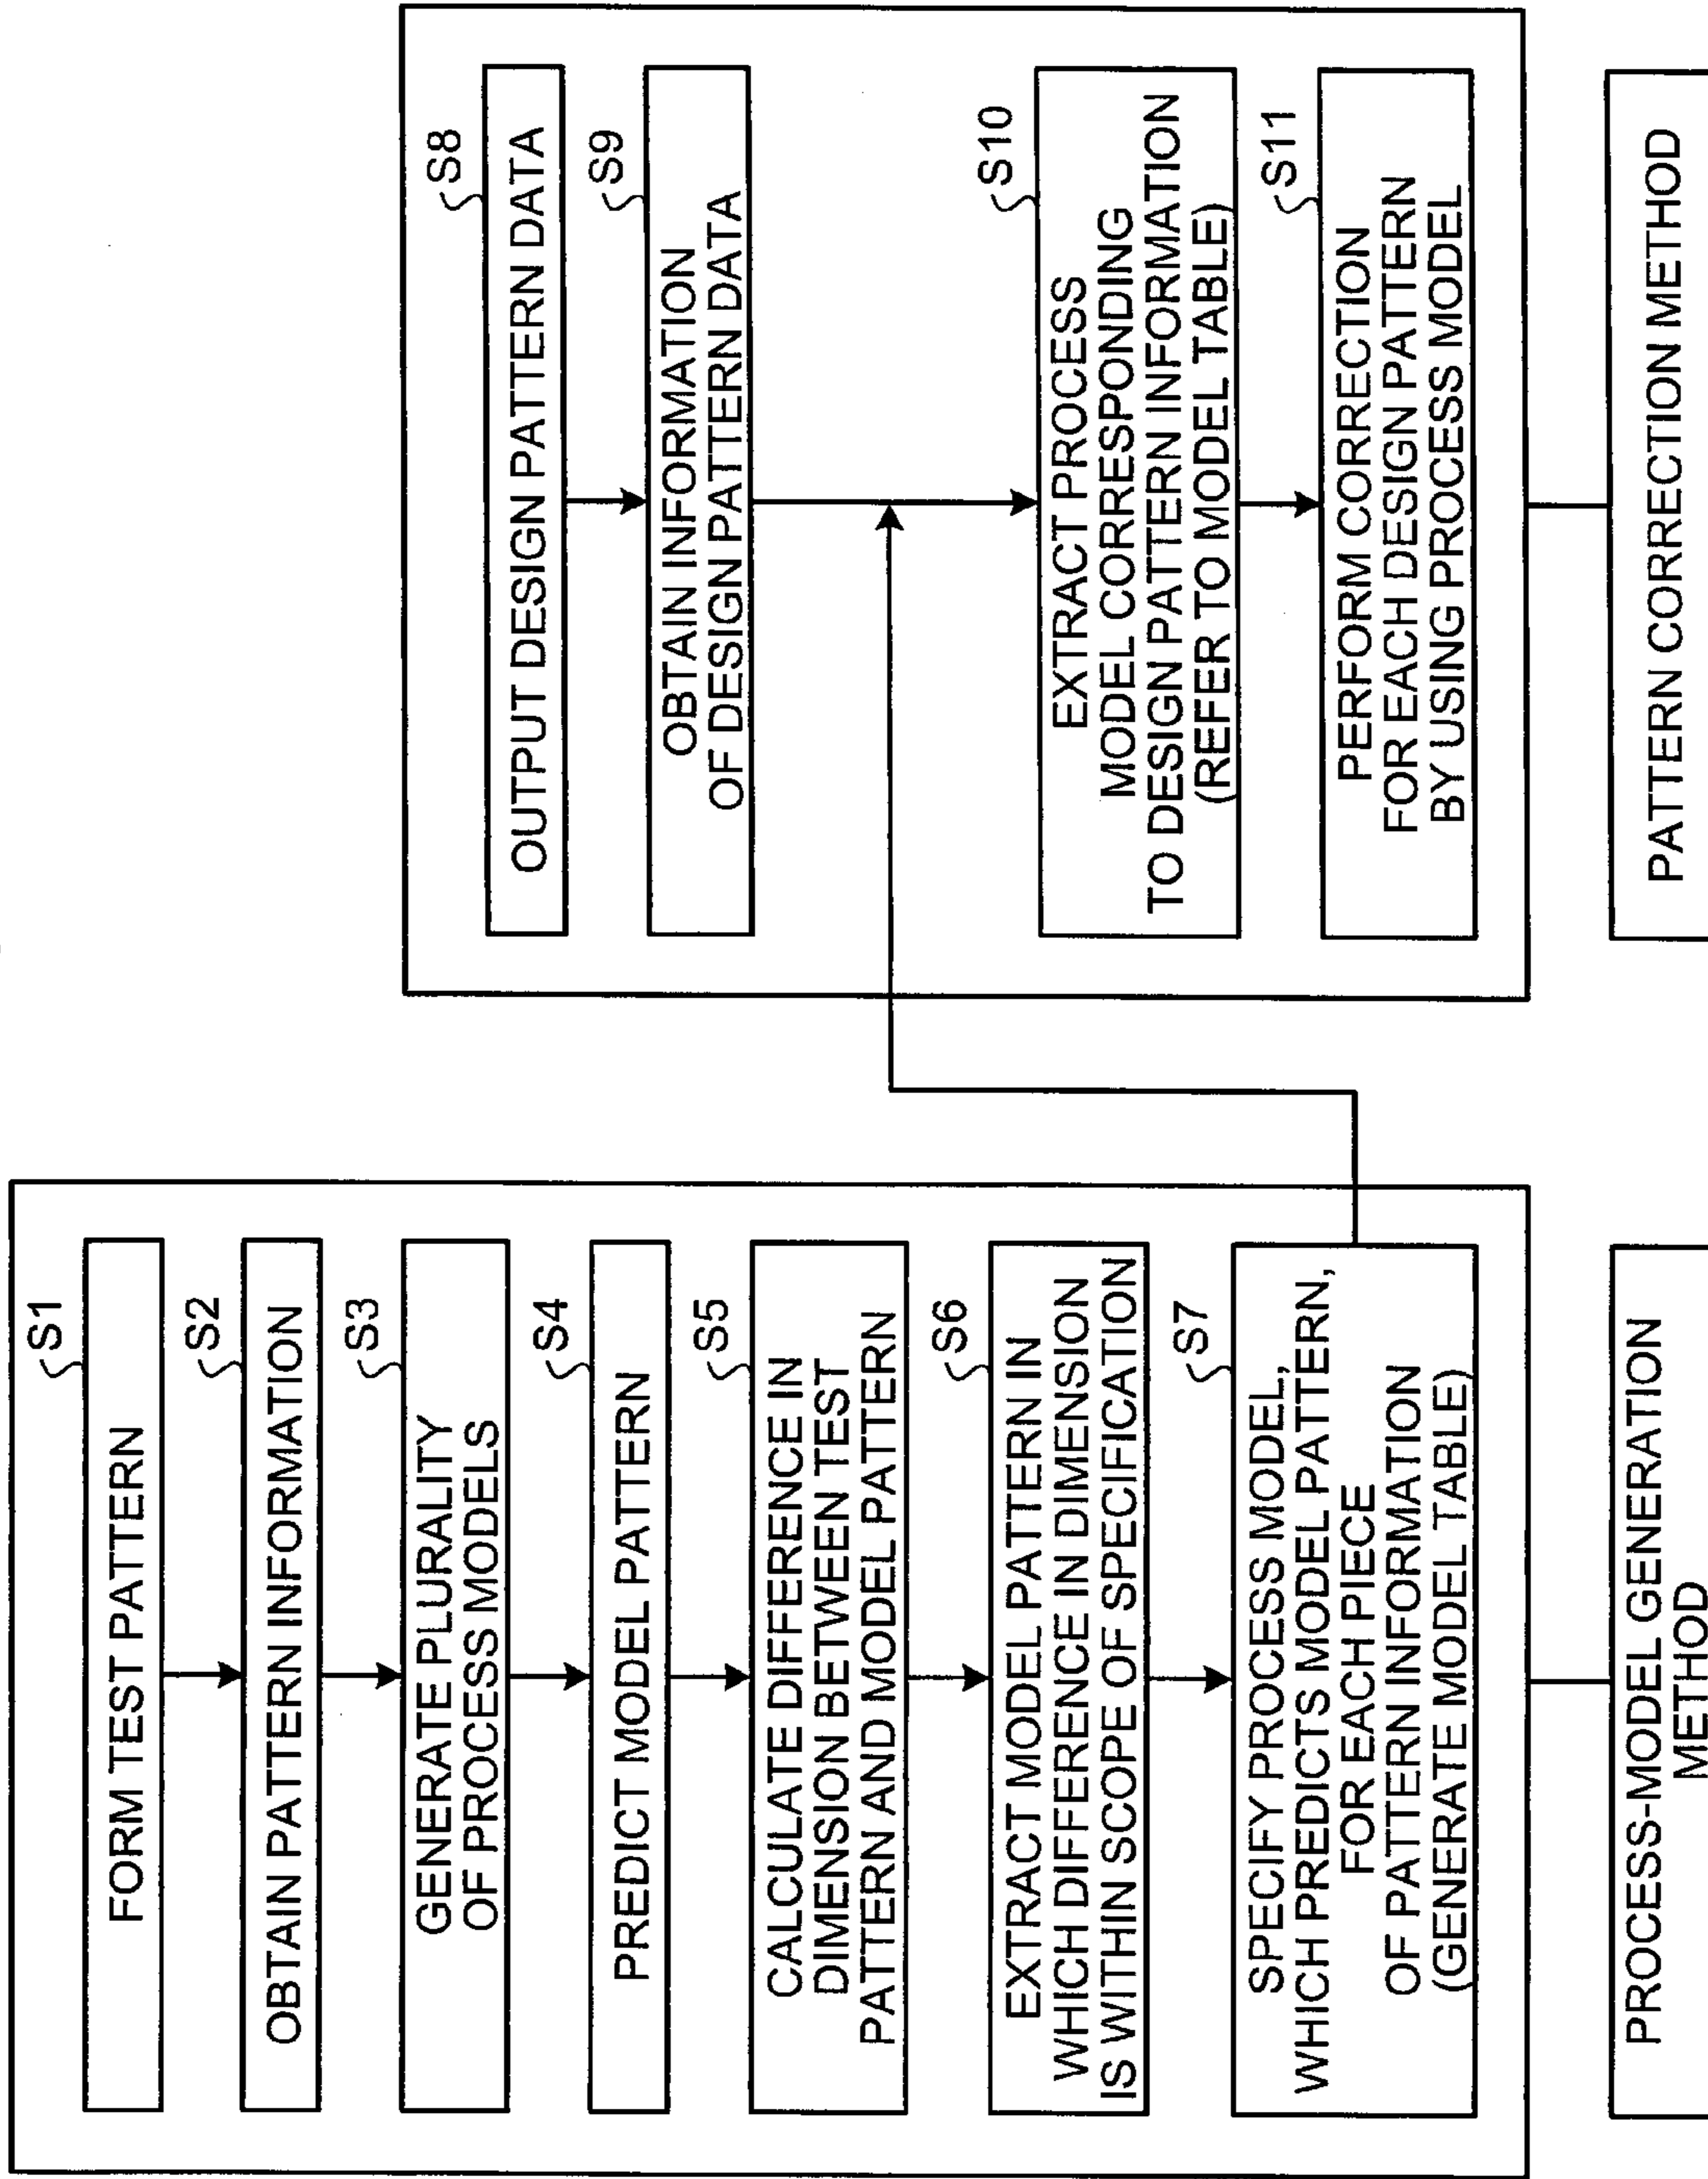 S1
FORM TEST PATTERN
S2
OBTAIN PATTERN INFORMATION
S3
GENERATE PLURALITY
OF PROCESS MODELS
S4
PREDICT MODEL PATTERN
S5
CALCULATE DIFFERENCE IN
DIMENSION BETWEEN TEST
PATTERN AND MODEL PATTERN
S6
EXTRACT MODEL PATTERN IN
WHICH DIFFERENCE IN DIMENSION
IS WITHIN SCOPE OF SPECIFICATION
S7
SPECIFY PROCESS MODEL,
WHICH PREDICTS MODEL PATTERN,
FOR EACH PIECE
OF PATTERN INFORMATION
(GENERATE MODEL TABLE)
PROCESS-MODEL GENERATION
METHOD
S8
OUTPUT DESIGN PATTERN DATA
S9
OBTAIN INFORMATION
OF DESIGN PATTERN DATA
S10
EXTRACT PROCESS
MODEL CORRESPONDING
TO DESIGN PATTERN INFORMATION
(REFER TO MODEL TABLE)
S11
PERFORM CORRECTION
FOR EACH DESIGN PATTERN
BY USING PROCESS MODEL
PATTERN CORRECTION METHOD